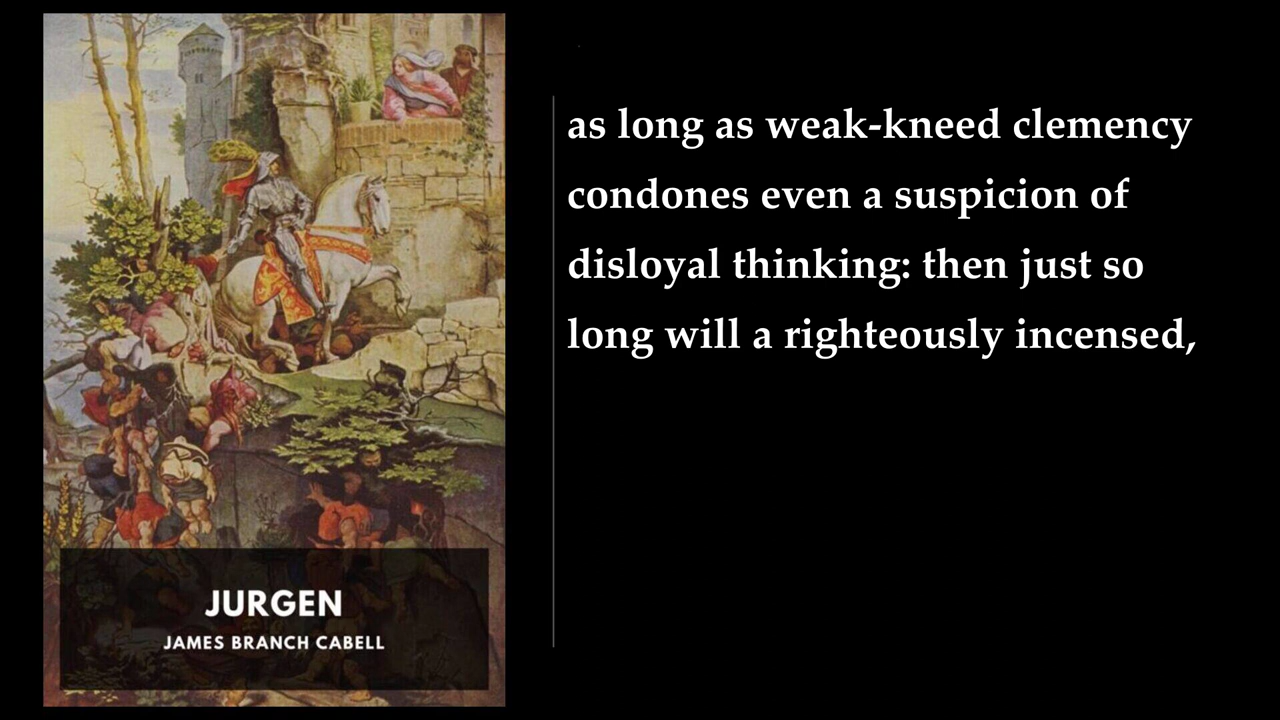 as long as weak-kneed clemency
condones even a suspicion of
disloyal thinking: then just so
long will a righteously incensed,
JURGEN
JAMES BRANCH CABELL